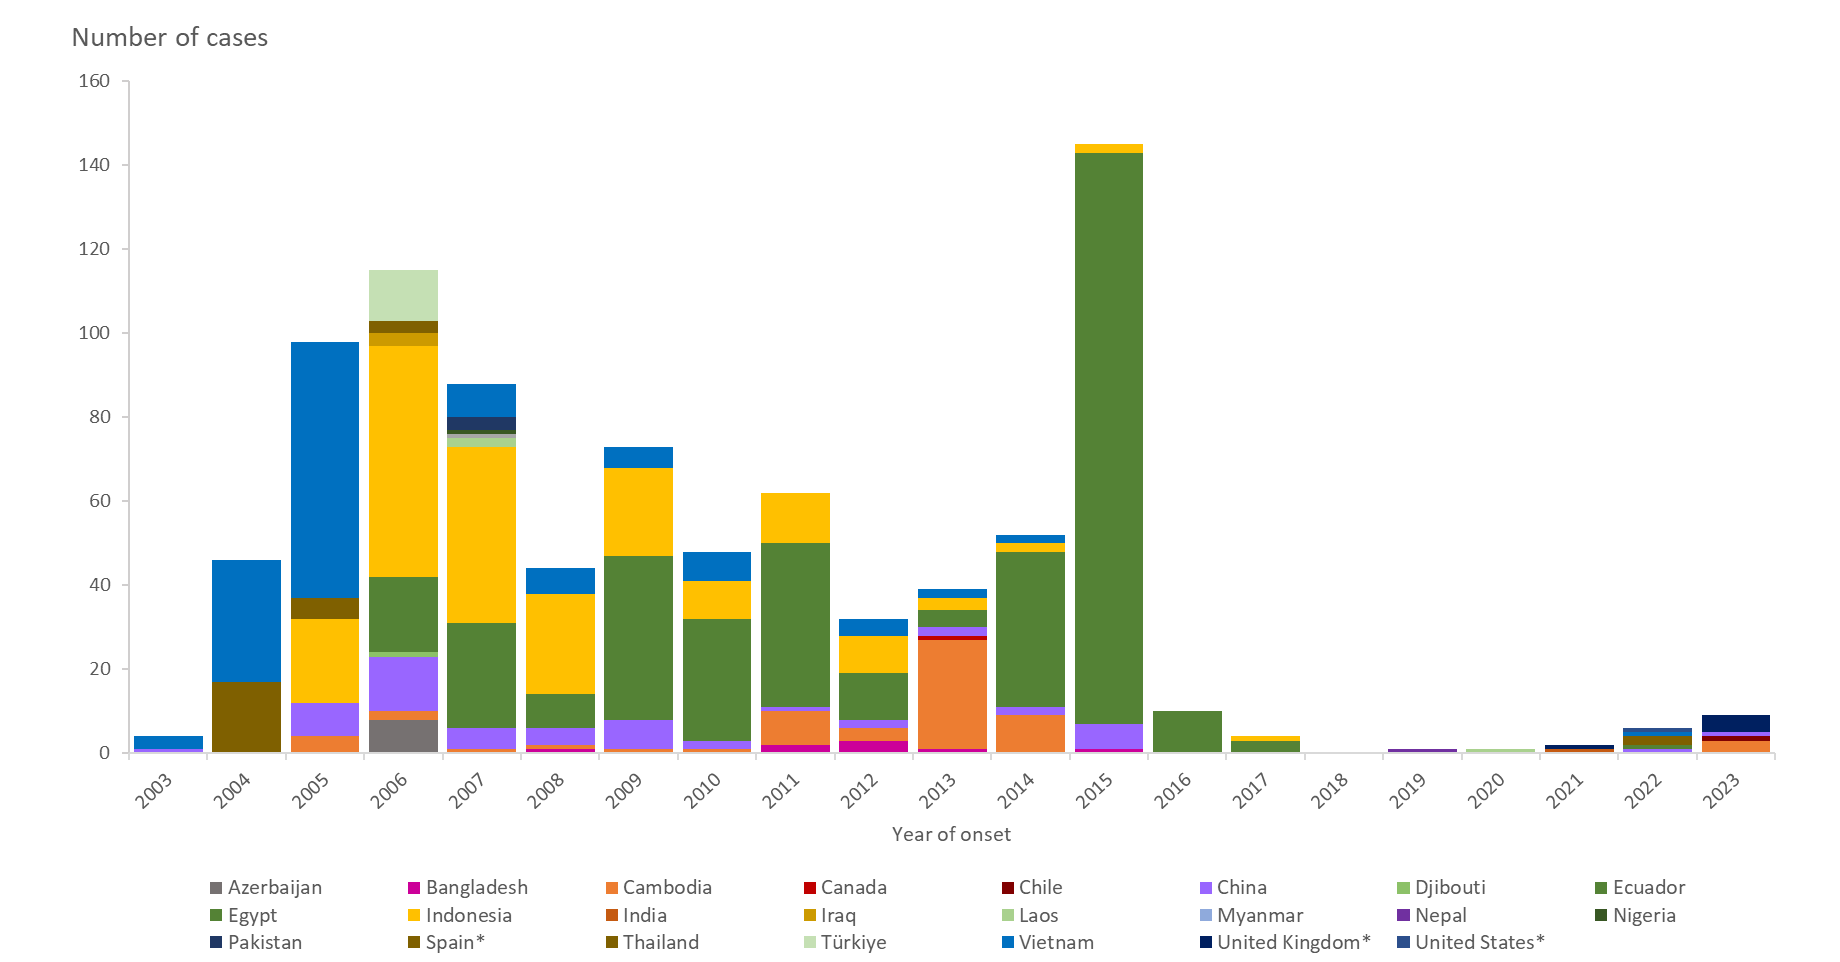 Number of cases
160
140
120
100
80
60
40
20
0
2003 2004 2005 2006 2007 2008 2009 2010 2011 2012 2013 2014 2015 2016 2017 2018 2019 2020 2021 2022 2023
Year of onset
Azerbaijan Bangladesh Cambodia Canada Chile China Djibouti Ecuador
Egypt Indonesia India Iraq Laos Myanmar Nepal Nigeria
Pakistan Spain* Thailand Türkiye Vietnam United Kingdom* United States*